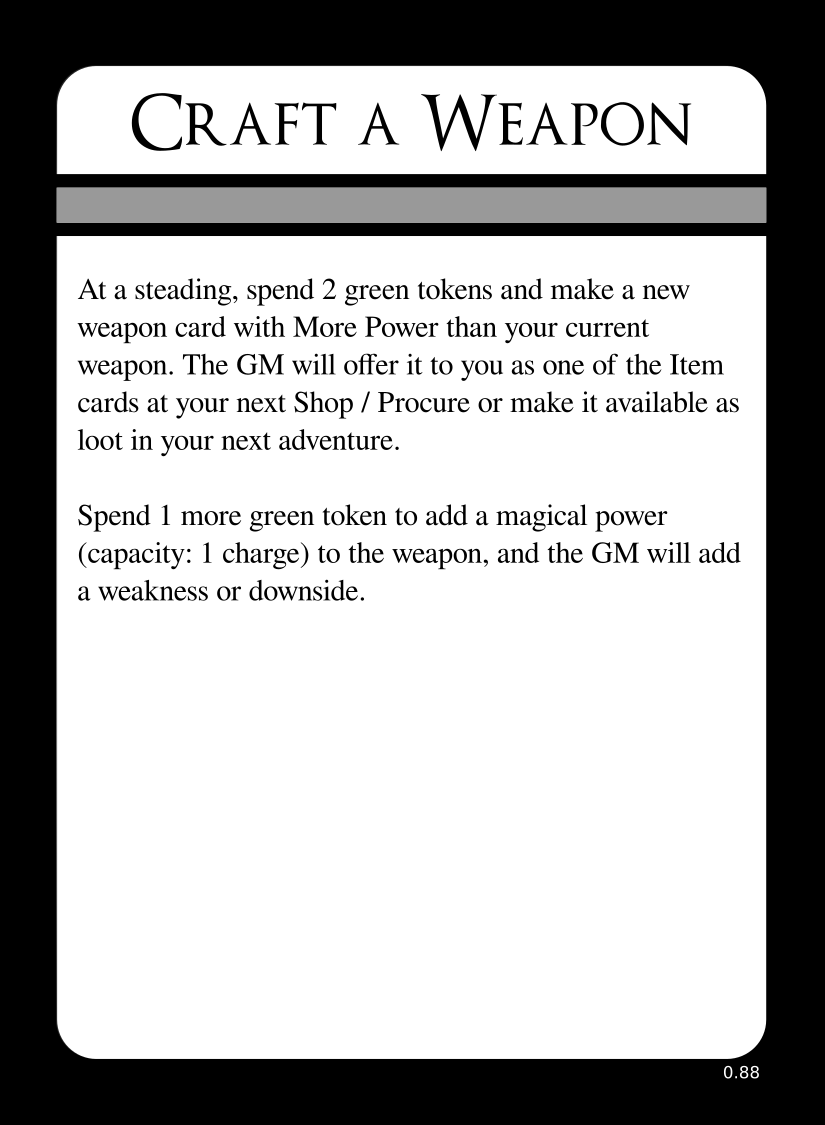 Craft a Weapon
At a steading, spend 2 green tokens and make a new
weapon card with More Power than your current
weapon. The GM will offer it to you as one of the Item
cards at your next Shop / Procure or make it available as
loot in your next adventure.
Spend 1 more green token to add a magical power
(capacity: 1 charge) to the weapon, and the GM will add
a weakness or downside.
0.88